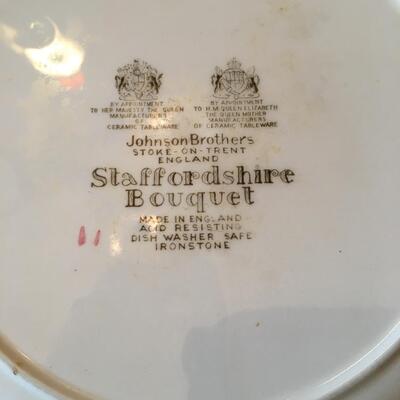 BY APPOINTMENT
TO HER MAJESTY THE QUEEN
MANUFACTURERS
OF
CERAMIC TABLEWARE
BY APPOINTMENT
TO H.M. QUEEN ELIZABETH
THE QUEEN MOTHER
MANUFACTURERS
OF CERAMIC TABLEWARE
Johnson Brothers
STOKE-ON-TRENT
ENGLAND
Staffordshire
Bouquet
MADE IN ENGLAND
ACID RESISTING
DISH WASHER SAFE
IRONSTONE